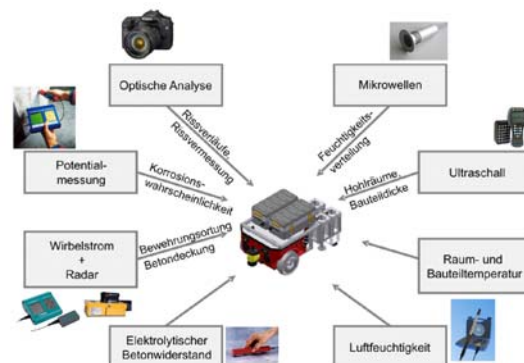 Optische Analyse
Mikrowellen
Rissverläufe,
Rissvermessung
Feuchtigkeits-
verteilung
Potential-
messung
Korrosions-
wahrscheinlichkeit
Hohlräume,
Bauteildicke
Ultraschall
Wirbelstrom
+
Radar
Bewehrungsortung
Betondeckung
Raum- und
Bauteiltemperatur
Elektrolytischer
Betonwiderstand
Luftfeuchtigkeit